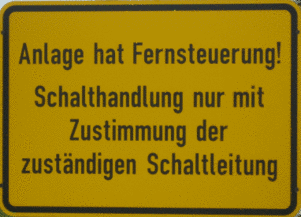 Anlage hat Fernsteuerung!
Schalthandlung nur mit
Zustimmung der
zuständigen Schaltleitung